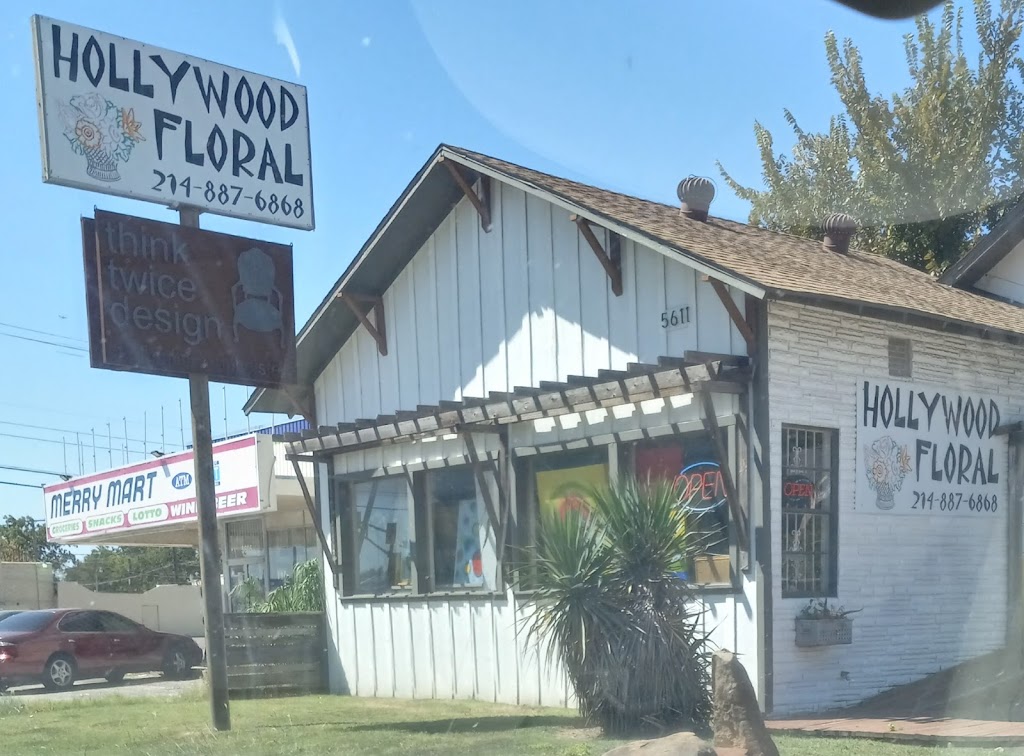 HOLLYWOOD
FLORAL
214-887-6868
think
twice
design
MERRY MART
ATM
GROCERIES SNACKS LOTTO WINE BEER
5611
OPEN
OPEN
HOLLYWOOD
FLORAL
214-887-6868